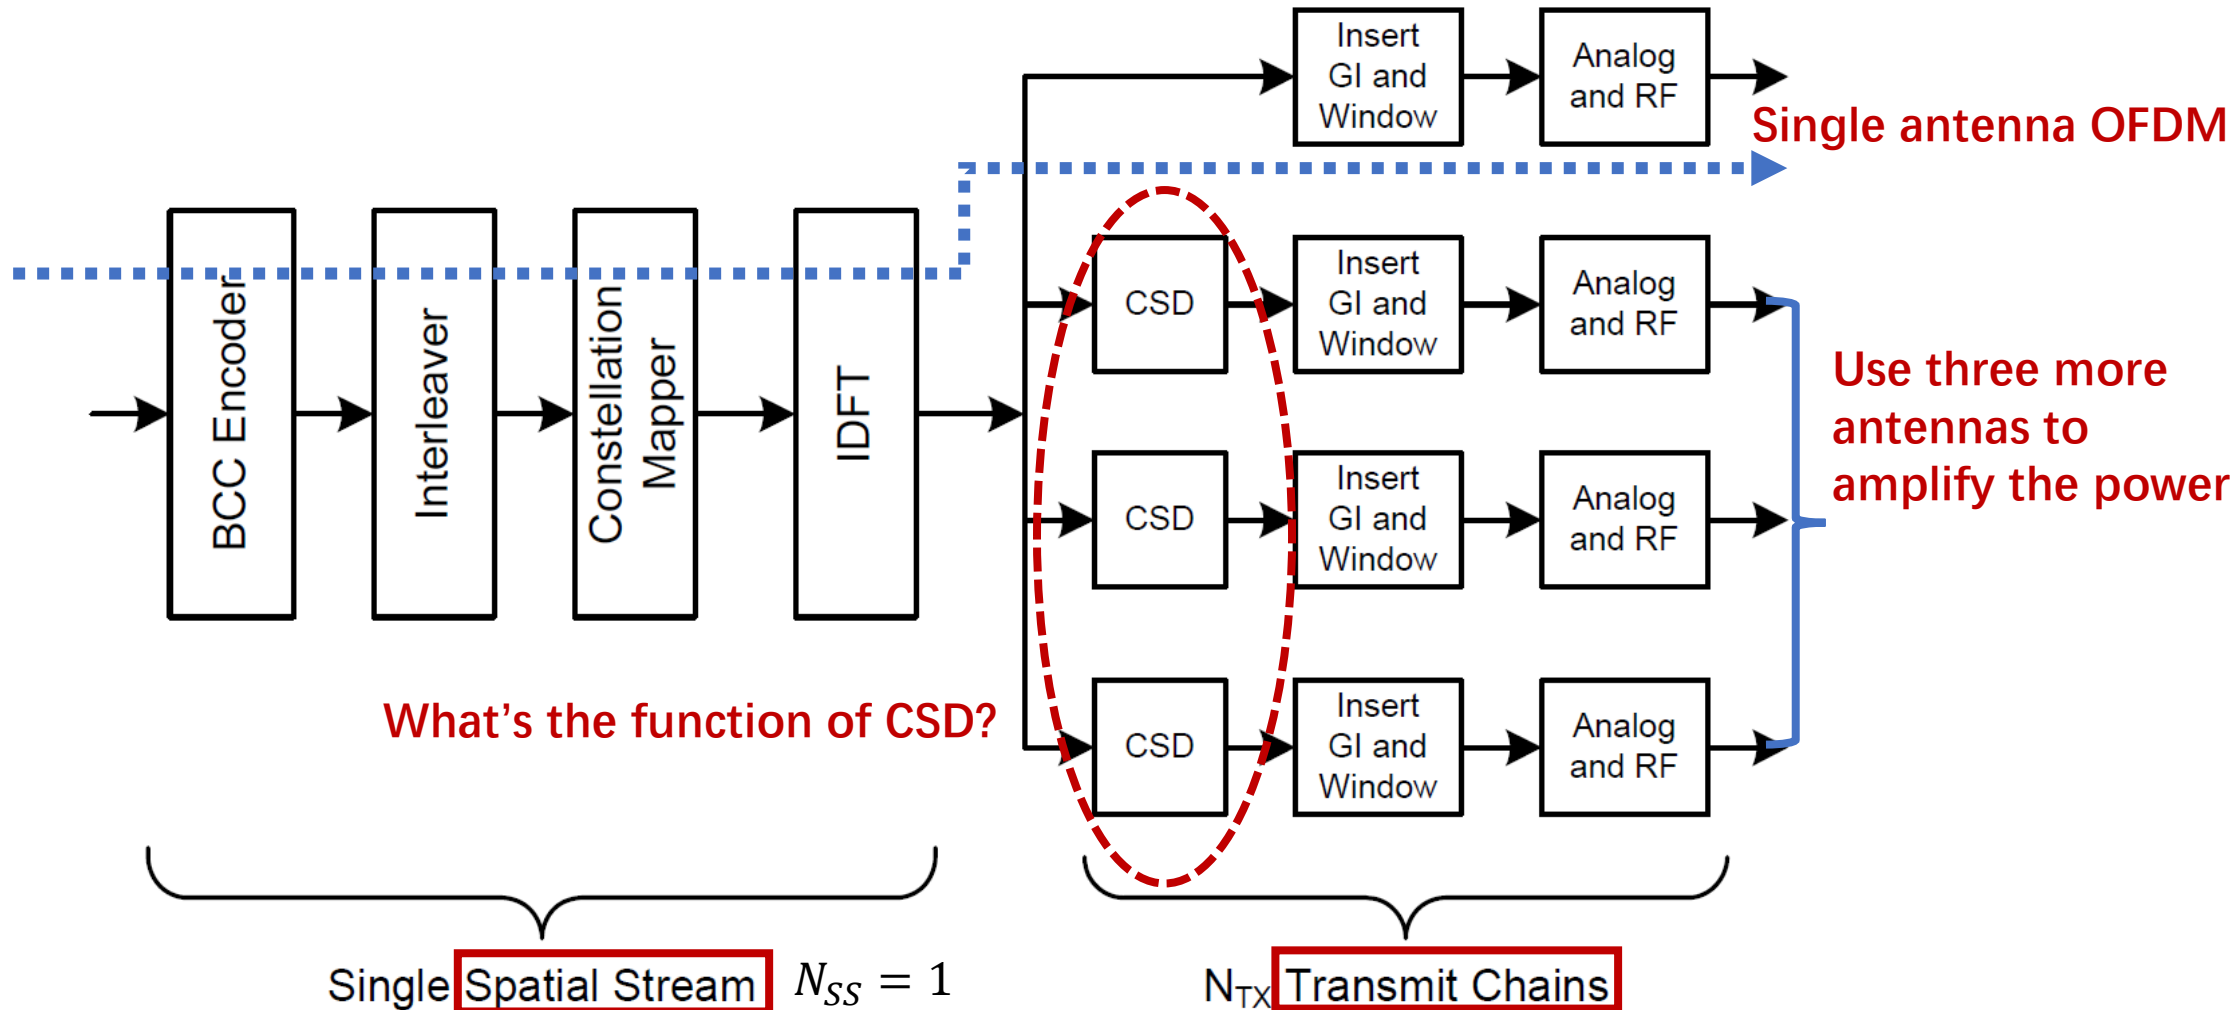 Insert
GI and
Window
Analog
and RF
Single antenna OFDM
BCC Encoder
Interleaver
Constellation
Mapper
IDFT
CSD
Insert
GI and
Window
Analog
and RF
CSD
Insert
GI and
Window
Analog
and RF
CSD
Insert
GI and
Window
Analog
and RF
Use three more
antennas to
amplify the power
What's the function of CSD?
Single Spatial Stream N_SS = 1
N_TX Transmit Chains